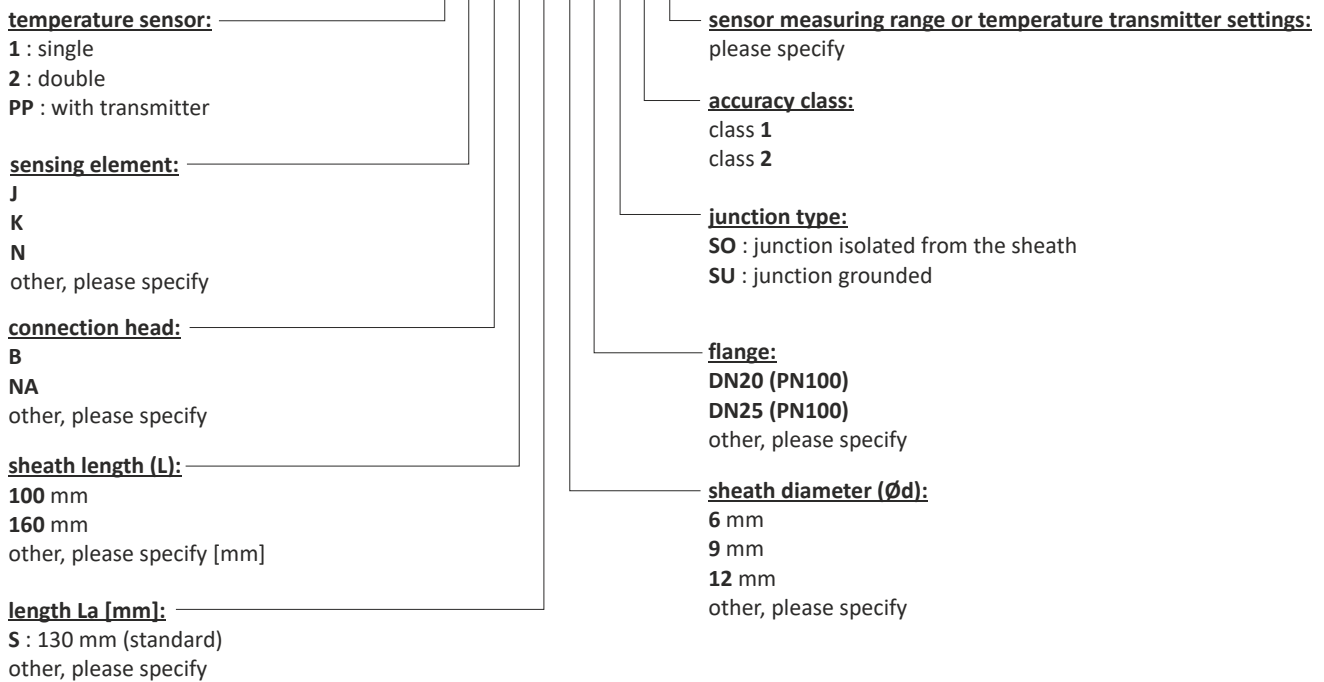 temperature sensor:
1 : single
2 : double
PP : with transmitter
sensing element:
J
K
N
other, please specify
connection head:
B
NA
other, please specify
sheath length (L):
100 mm
160 mm
other, please specify [mm]
length La [mm]:
S : 130 mm (standard)
other, please specify
sensor measuring range or temperature transmitter settings:
please specify
accuracy class:
class 1
class 2
junction type:
SO : junction isolated from the sheath
SU : junction grounded
flange:
DN20 (PN100)
DN25 (PN100)
other, please specify
sheath diameter (Ød):
6 mm
9 mm
12 mm
other, please specify